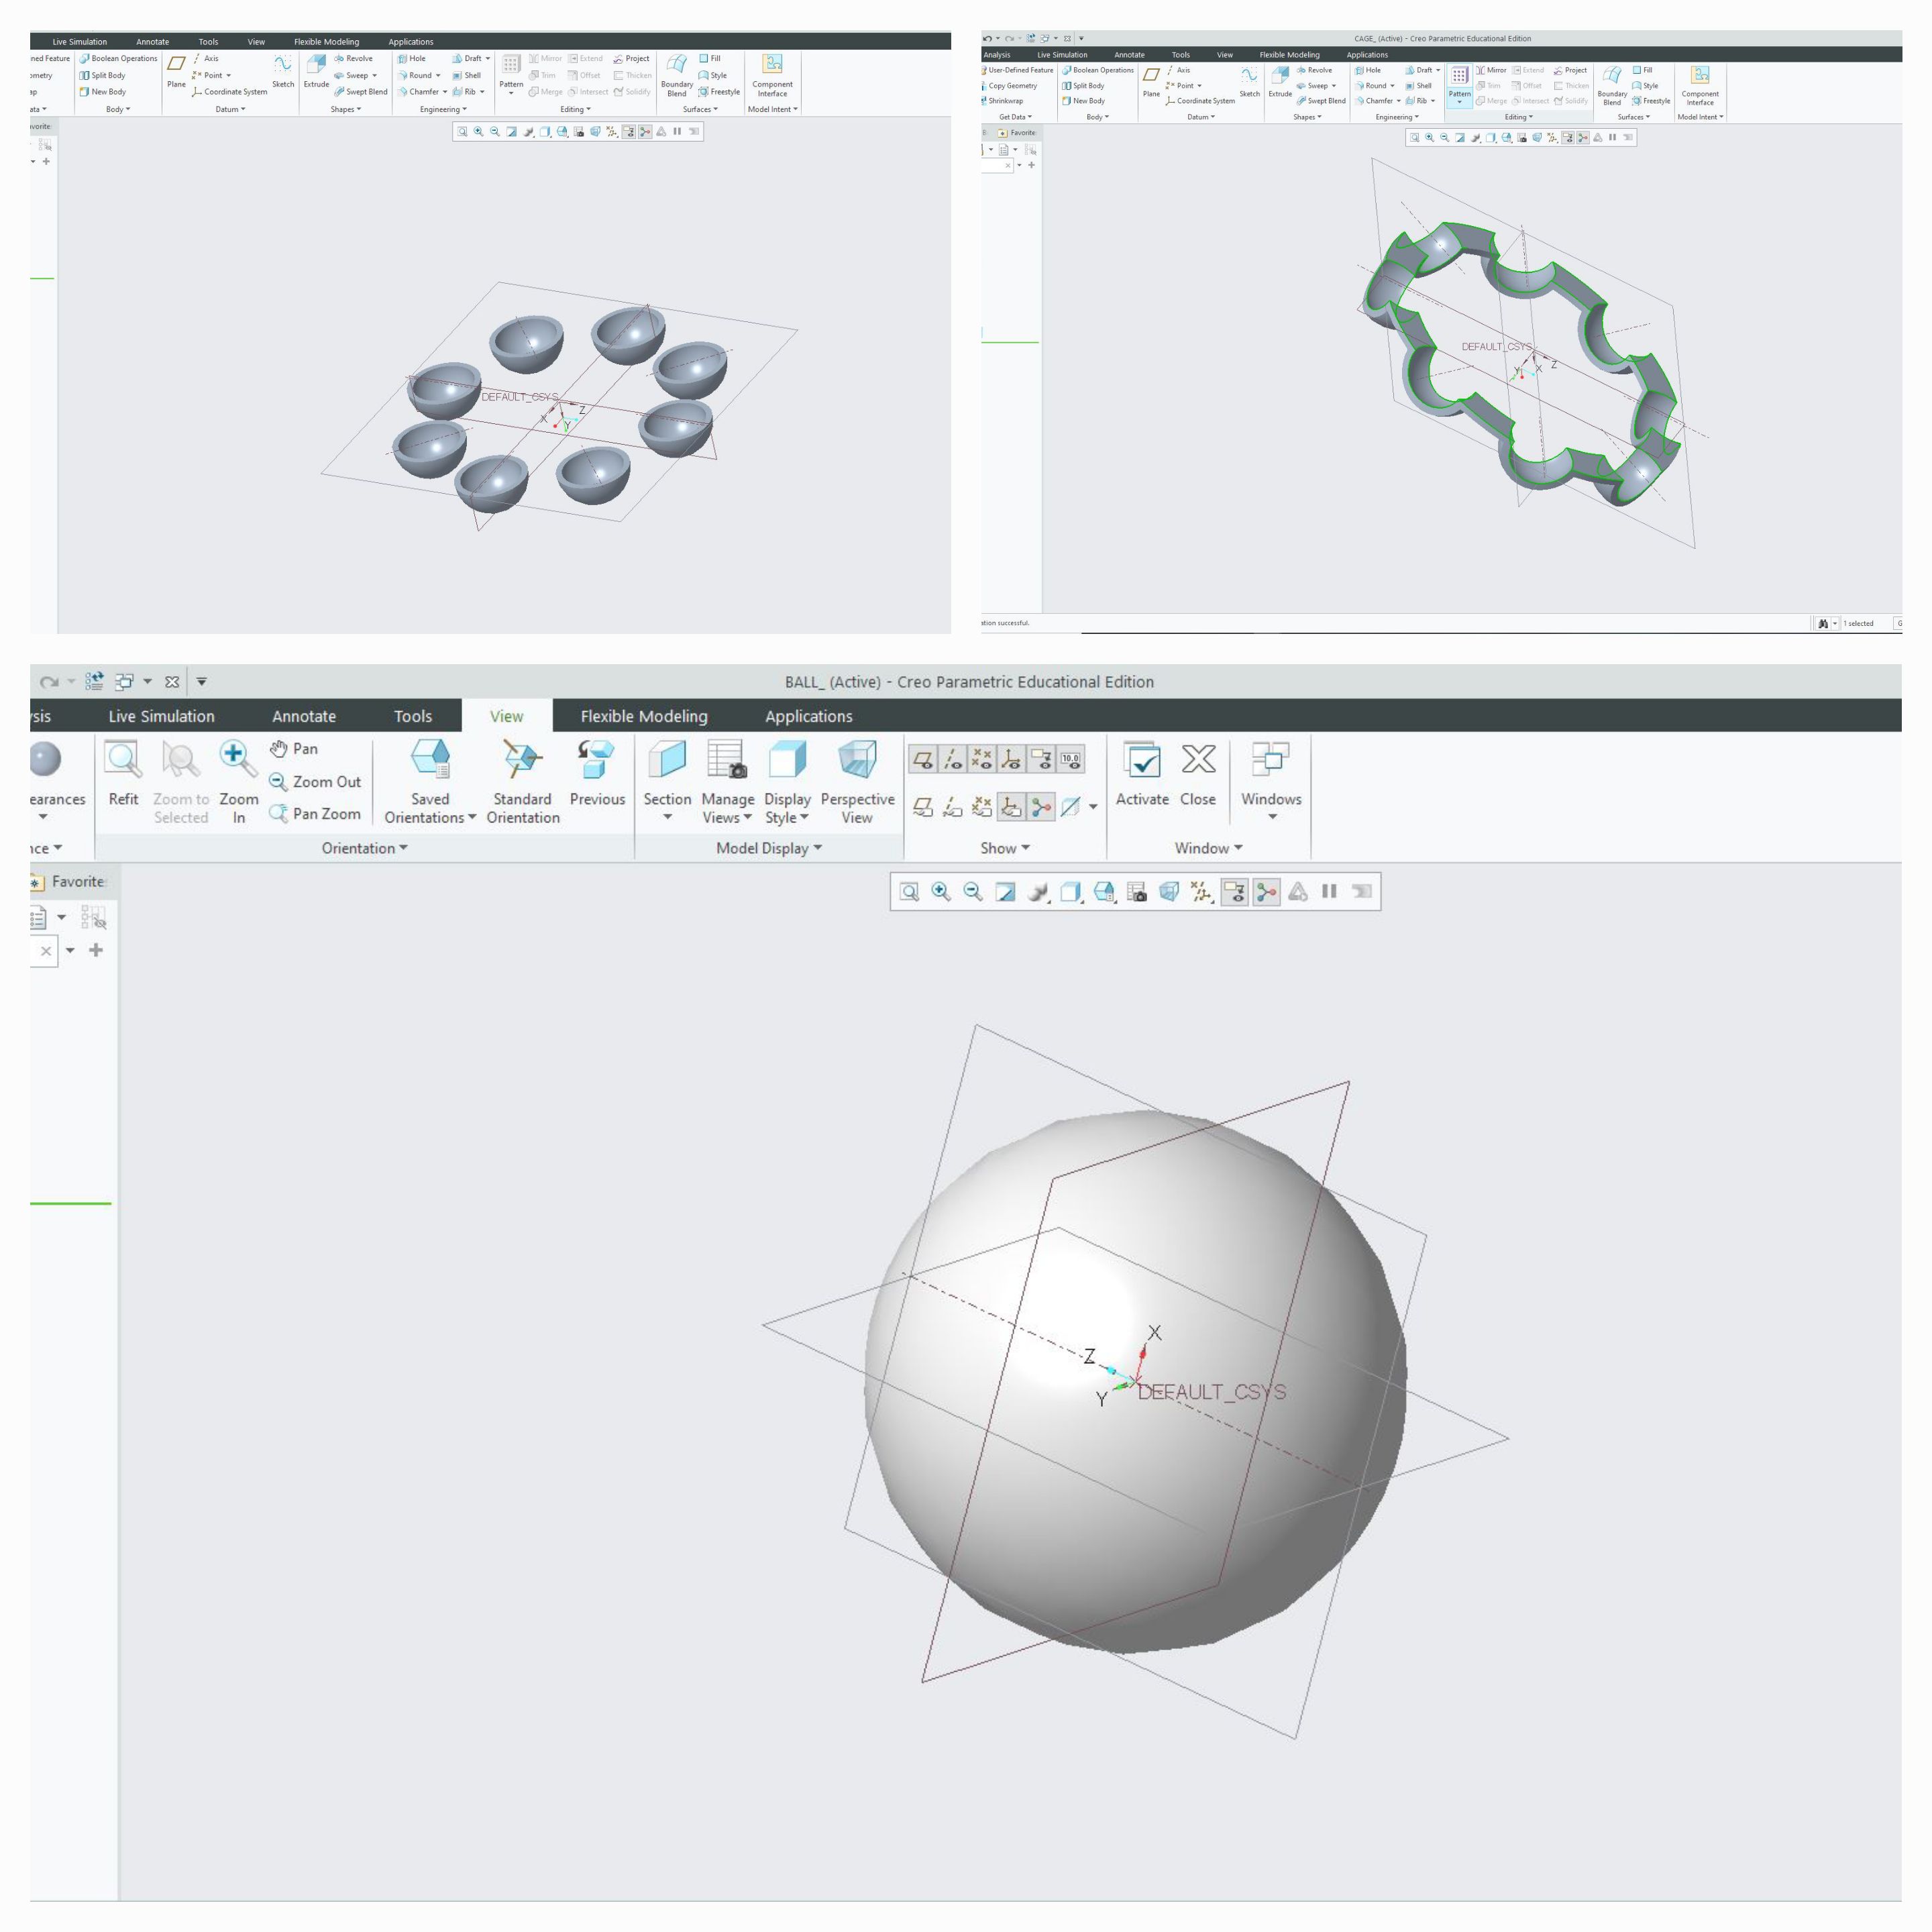 Live Simulation Annotate Tools View Flexible Modeling Applications
ned Feature Boolean Operations Axis Revolve Hole Draft Mirror Extend Project Fill
ometry Split Body Point Sweep Round Shell Trim Offset Thicken Style
ap New Body Plane Coordinate System Sketch Extrude Swept Blend Chamfer Rib Pattern Merge Intersect Solidify Boundary Blend Freestyle Component Interface
ata Body Datum Shapes Engineering Editing Surfaces Model Intent
avorite
DEFAULT_CSYS
Z
X
Y
CAGE_ (Active) - Creo Parametric Educational Edition
Analysis Live Simulation Annotate Tools View Flexible Modeling Applications
User-Defined Feature Boolean Operations Axis Revolve Hole Draft Mirror Extend Project Fill
Copy Geometry Split Body Point Sweep Round Shell Trim Offset Thicken Style
Shrinkwrap New Body Plane Coordinate System Sketch Extrude Swept Blend Chamfer Rib Pattern Merge Intersect Solidify Boundary Blend Freestyle Component Interface
Get Data Body Datum Shapes Engineering Editing Surfaces Model Intent
Favorite
DEFAULT_CSYS
Z
X
Y
ation successful. 1 selected G
BALL_ (Active) - Creo Parametric Educational Edition
ysis Live Simulation Annotate Tools View Flexible Modeling Applications
Pan
Zoom Out
Pan Zoom
10.0
earances Refit Zoom to Zoom Saved Standard Previous Section Manage Display Perspective Activate Close Windows
Selected In Orientations Orientation Views Style View
nce Orientation Model Display Show Window
Favorite
X
Z
DEFAULT_CSYS
Y